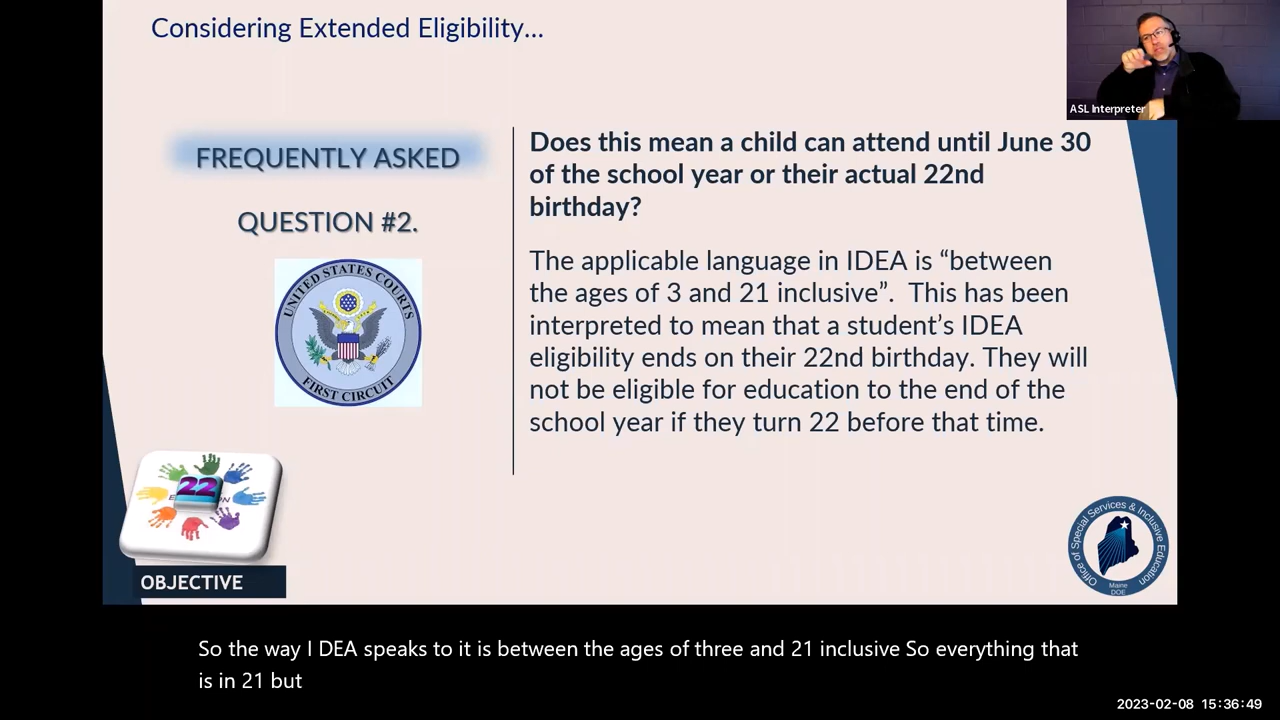 Considering Extended Eligibility...
ASL Interpreter
FREQUENTLY ASKED
QUESTION #2.
UNITED STATES COURTS
FIRST CIRCUIT
Does this mean a child can attend until June 30
of the school year or their actual 22nd
birthday?
The applicable language in IDEA is “between
the ages of 3 and 21 inclusive”.  This has been
interpreted to mean that a student’s IDEA
eligibility ends on their 22nd birthday. They will
not be eligible for education to the end of the
school year if they turn 22 before that time.
22
OBJECTIVE
Office of Special Services & Inclusive Education
Maine
DOE
So the way I DEA speaks to it is between the ages of three and 21 inclusive So everything that
is in 21 but
2023-02-08 15:36:49